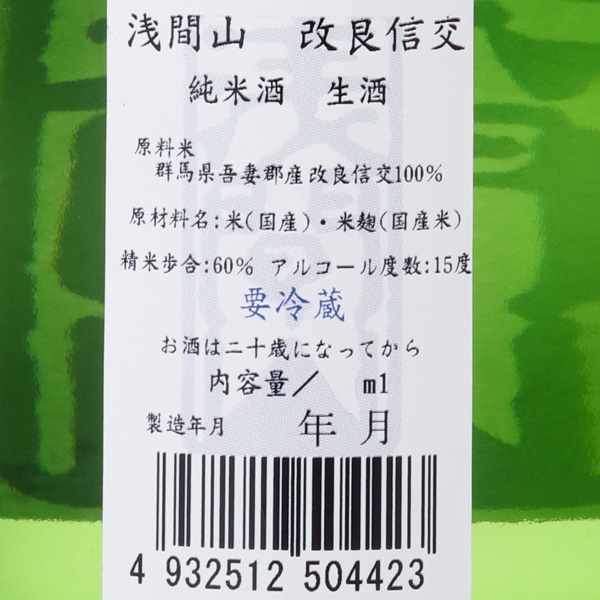 浅間山　改良信交
純米酒　生酒
原料米
群馬県吾妻郡産改良信交100%
原材料名:米(国産)・米麹(国産米)
精米歩合:60%　アルコール度数:15度
要冷蔵
お酒は二十歳になってから
内容量／　ml
製造年月　年　月
4 932512 504423